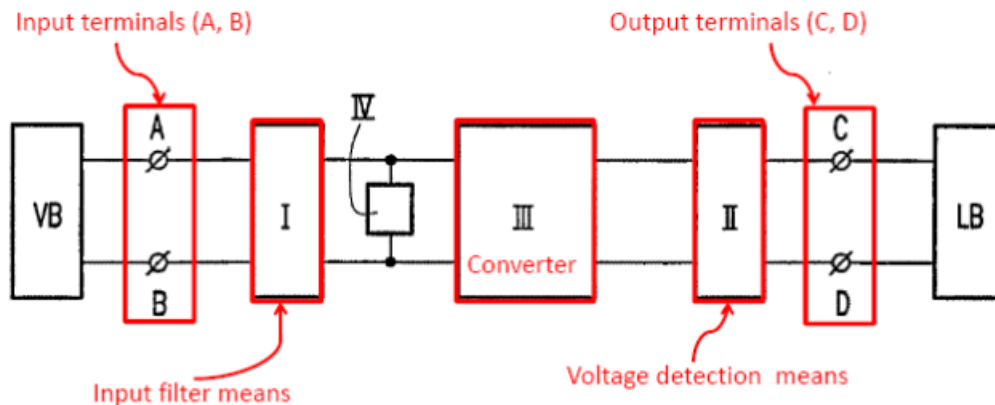 Input terminals (A, B)
Output terminals (C, D)
IV
A
C
VB
I
III
II
LB
Converter
B
D
Input filter means
Voltage detection means